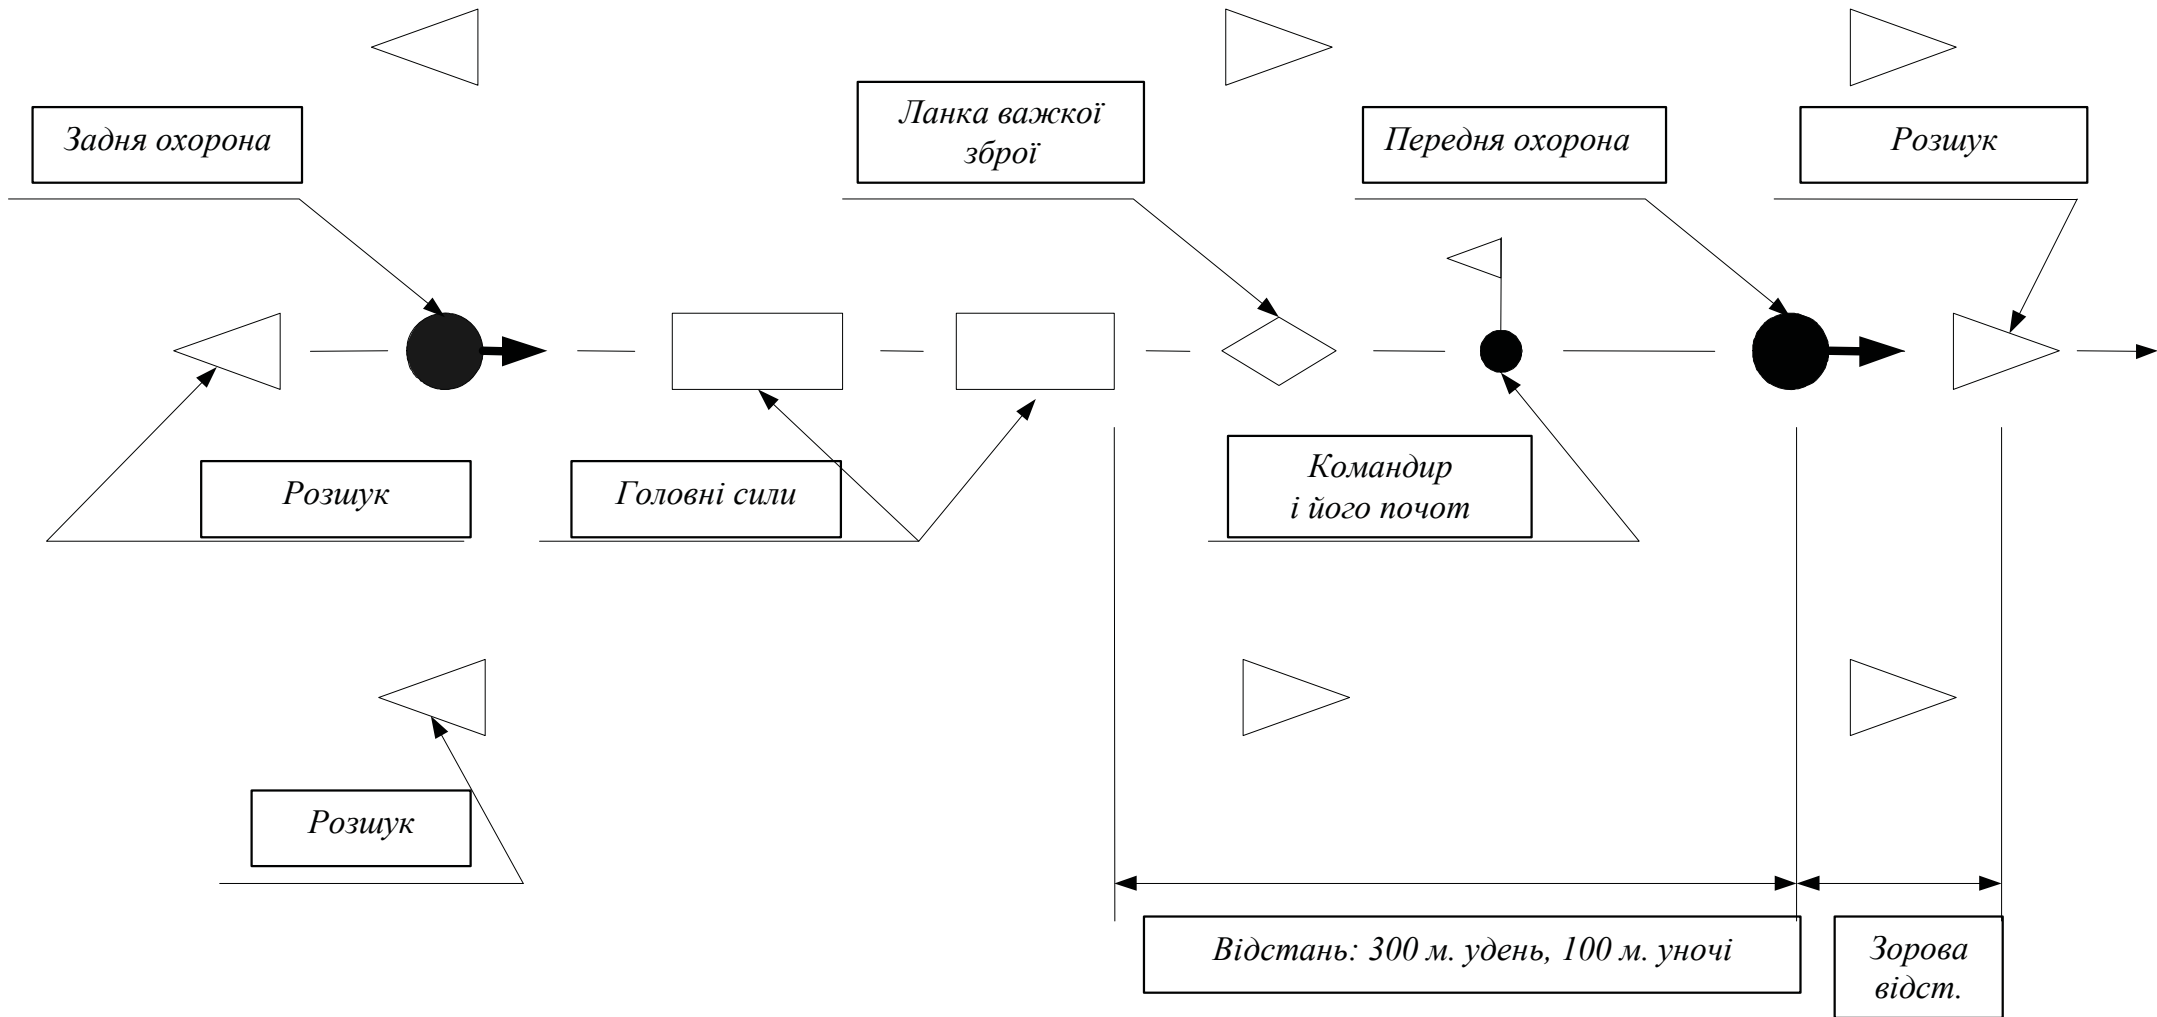 Задня охорона
Ланка важкої
зброї
Передня охорона
Розшук
Розшук
Головні сили
Командир
і його почот
Розшук
Відстань: 300 м. удень, 100 м. уночі
Зорова
відст.